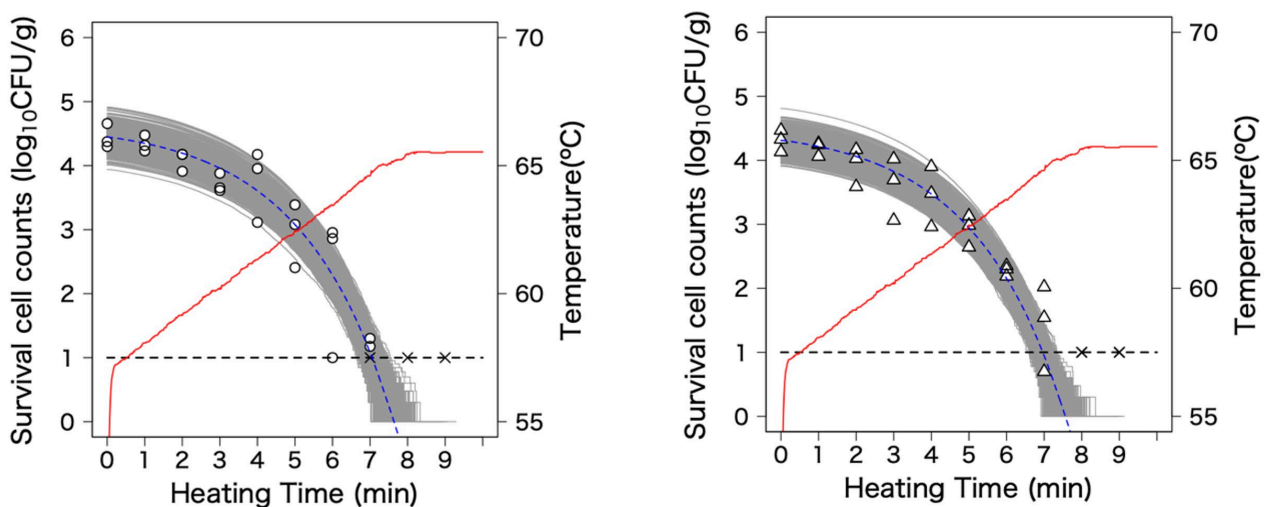 Survival cell counts (log₁₀CFU/g)
6
5
4
3
2
1
0
70
65
60
55
Temperature(ºC)
0 1 2 3 4 5 6 7 8 9
Heating Time (min)
Survival cell counts (log₁₀CFU/g)
6
5
4
3
2
1
0
70
65
60
55
Temperature(ºC)
0 1 2 3 4 5 6 7 8 9
Heating Time (min)